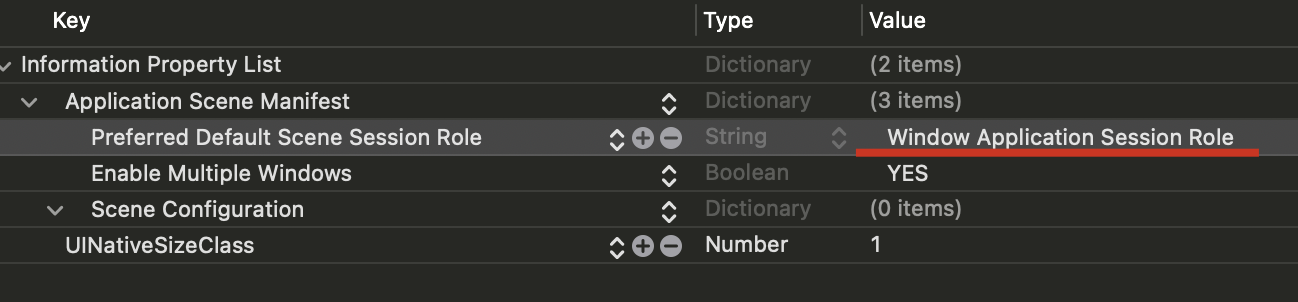 Key Type Value
Information Property List Dictionary (2 items)
Application Scene Manifest Dictionary (3 items)
Preferred Default Scene Session Role String Window Application Session Role
Enable Multiple Windows Boolean YES
Scene Configuration Dictionary (0 items)
UINativeSizeClass Number 1